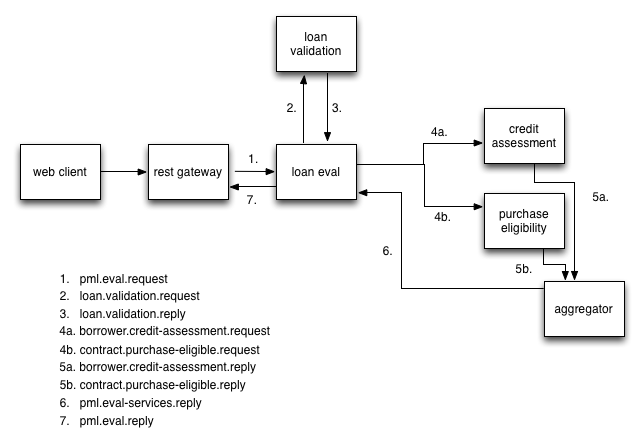 loan
validation
2.
3.
web client
rest gateway
1.
7.
loan eval
4a.
4b.
credit
assessment
purchase
eligibility
5a.
5b.
6.
aggregator
1. pml.eval.request
2. loan.validation.request
3. loan.validation.reply
4a. borrower.credit-assessment.request
4b. contract.purchase-eligible.request
5a. borrower.credit-assessment.reply
5b. contract.purchase-eligible.reply
6. pml.eval-services.reply
7. pml.eval.reply